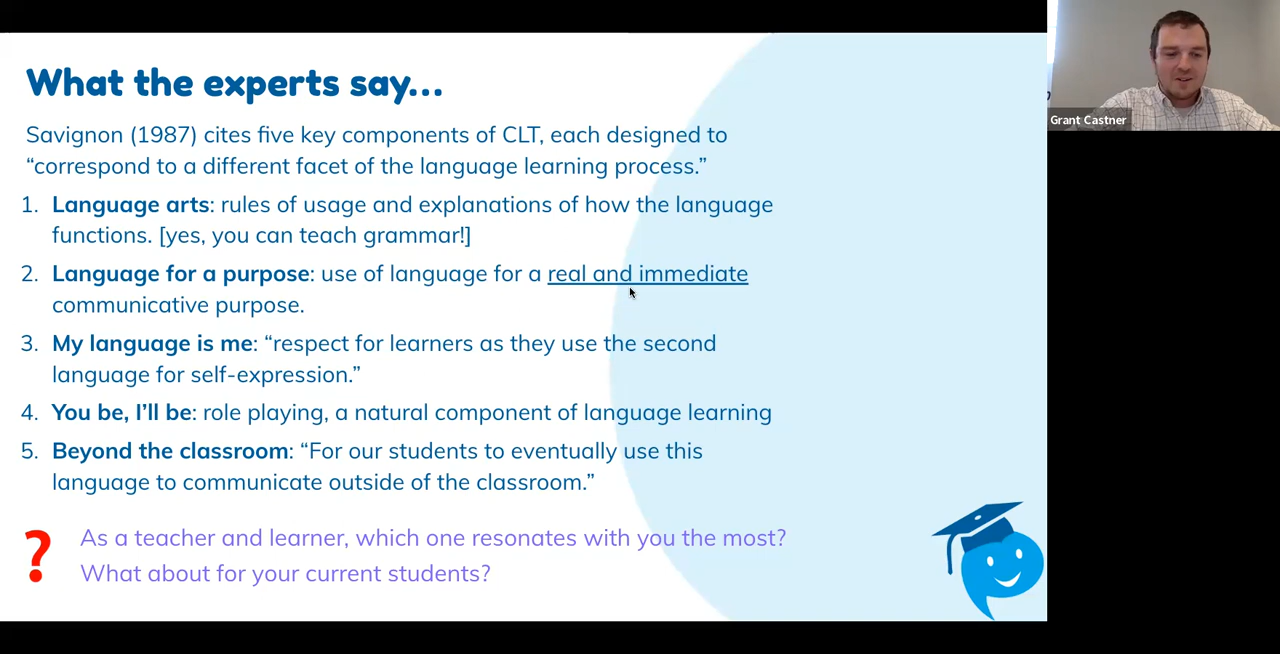 What the experts say...
Savignon (1987) cites five key components of CLT, each designed to
“correspond to a different facet of the language learning process.”
1. Language arts: rules of usage and explanations of how the language
functions. [yes, you can teach grammar!]
2. Language for a purpose: use of language for a real and immediate
communicative purpose.
3. My language is me: “respect for learners as they use the second
language for self-expression.”
4. You be, I’ll be: role playing, a natural component of language learning
5. Beyond the classroom: “For our students to eventually use this
language to communicate outside of the classroom.”
? As a teacher and learner, which one resonates with you the most?
What about for your current students?
Grant Castner